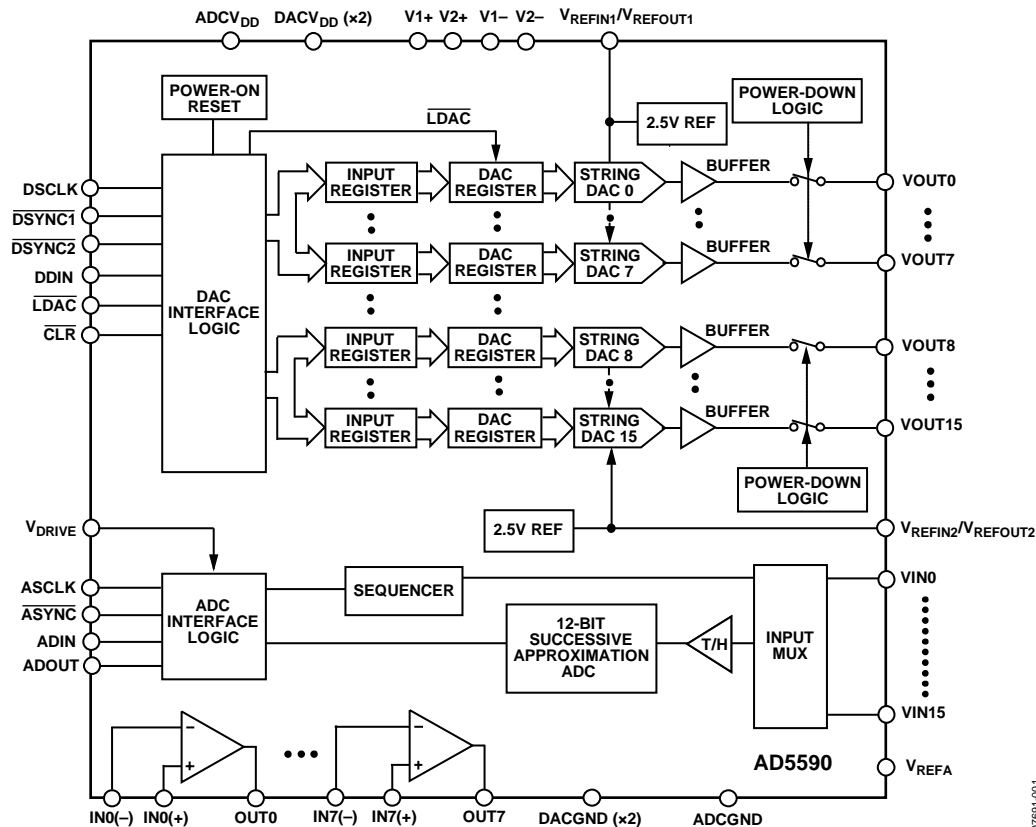 ADCVDD DACVDD (×2) V1+ V2+ V1– V2– VREFIN1/VREFOUT1
POWER-ON
RESET
LDAC
2.5V REF
POWER-DOWN
LOGIC
DSCLK
DSYNC1
DSYNC2
DDIN
LDAC
CLR
DAC
INTERFACE
LOGIC
INPUT
REGISTER
DAC
REGISTER
STRING
DAC 0
BUFFER
VOUT0
INPUT
REGISTER
DAC
REGISTER
STRING
DAC 7
BUFFER
VOUT7
INPUT
REGISTER
DAC
REGISTER
STRING
DAC 8
BUFFER
VOUT8
INPUT
REGISTER
DAC
REGISTER
STRING
DAC 15
BUFFER
VOUT15
POWER-DOWN
LOGIC
VDRIVE
2.5V REF
VREFIN2/VREFOUT2
ASCLK
ASYNC
ADIN
ADOUT
ADC
INTERFACE
LOGIC
SEQUENCER
12-BIT
SUCCESSIVE
APPROXIMATION
ADC
T/H
INPUT
MUX
VIN0
VIN15
– + – +
AD5590
VREFA
IN0(–) IN0(+) OUT0 IN7(–) IN7(+) OUT7 DACGND (×2) ADCGND